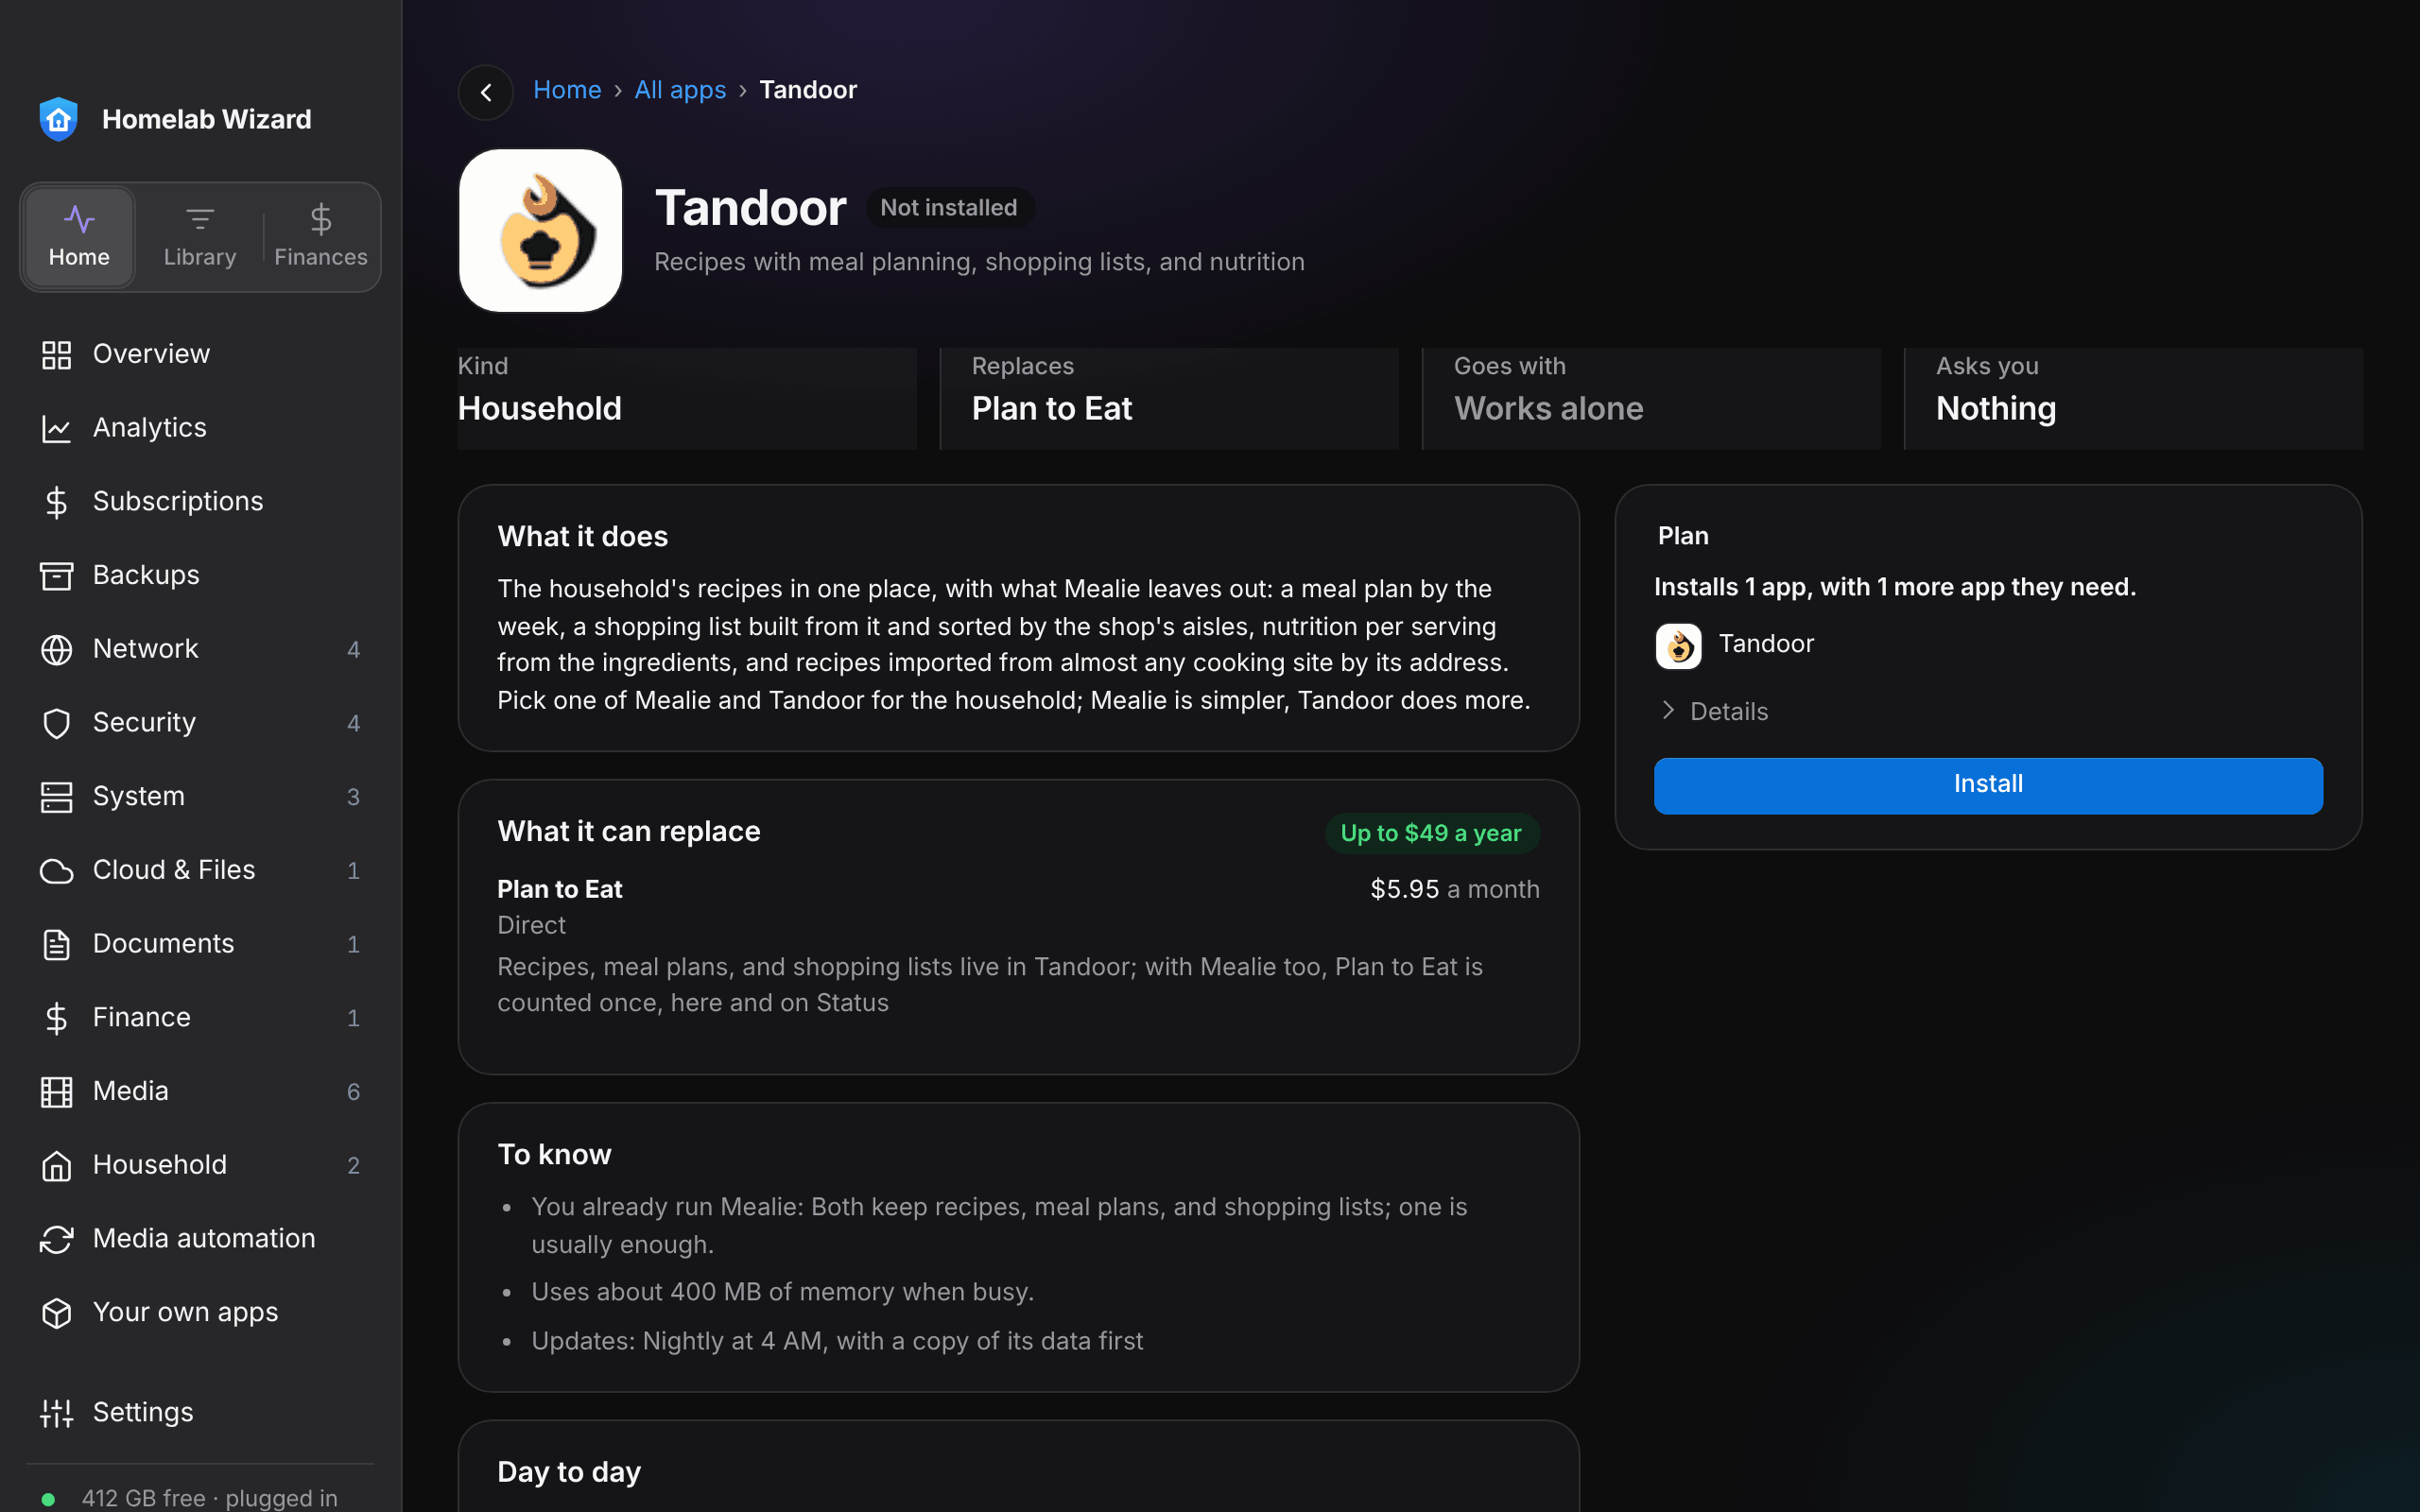 Homelab Wizard
Home
Library
Finances
Overview
Analytics
Subscriptions
Backups
Network 4
Security 4
System 3
Cloud & Files 1
Documents 1
Finance 1
Media 6
Household 2
Media automation
Your own apps
Settings
412 GB free · plugged in
Home › All apps › Tandoor
Tandoor Not installed
Recipes with meal planning, shopping lists, and nutrition
Kind
Household
Replaces
Plan to Eat
Goes with
Works alone
Asks you
Nothing
What it does
The household's recipes in one place, with what Mealie leaves out: a meal plan by the
week, a shopping list built from it and sorted by the shop's aisles, nutrition per serving
from the ingredients, and recipes imported from almost any cooking site by its address.
Pick one of Mealie and Tandoor for the household; Mealie is simpler, Tandoor does more.
What it can replace Up to $49 a year
Plan to Eat $5.95 a month
Direct
Recipes, meal plans, and shopping lists live in Tandoor; with Mealie too, Plan to Eat is
counted once, here and on Status
To know
• You already run Mealie: Both keep recipes, meal plans, and shopping lists; one is
usually enough.
• Uses about 400 MB of memory when busy.
• Updates: Nightly at 4 AM, with a copy of its data first
Day to day
Plan
Installs 1 app, with 1 more app they need.
Tandoor
Details
Install